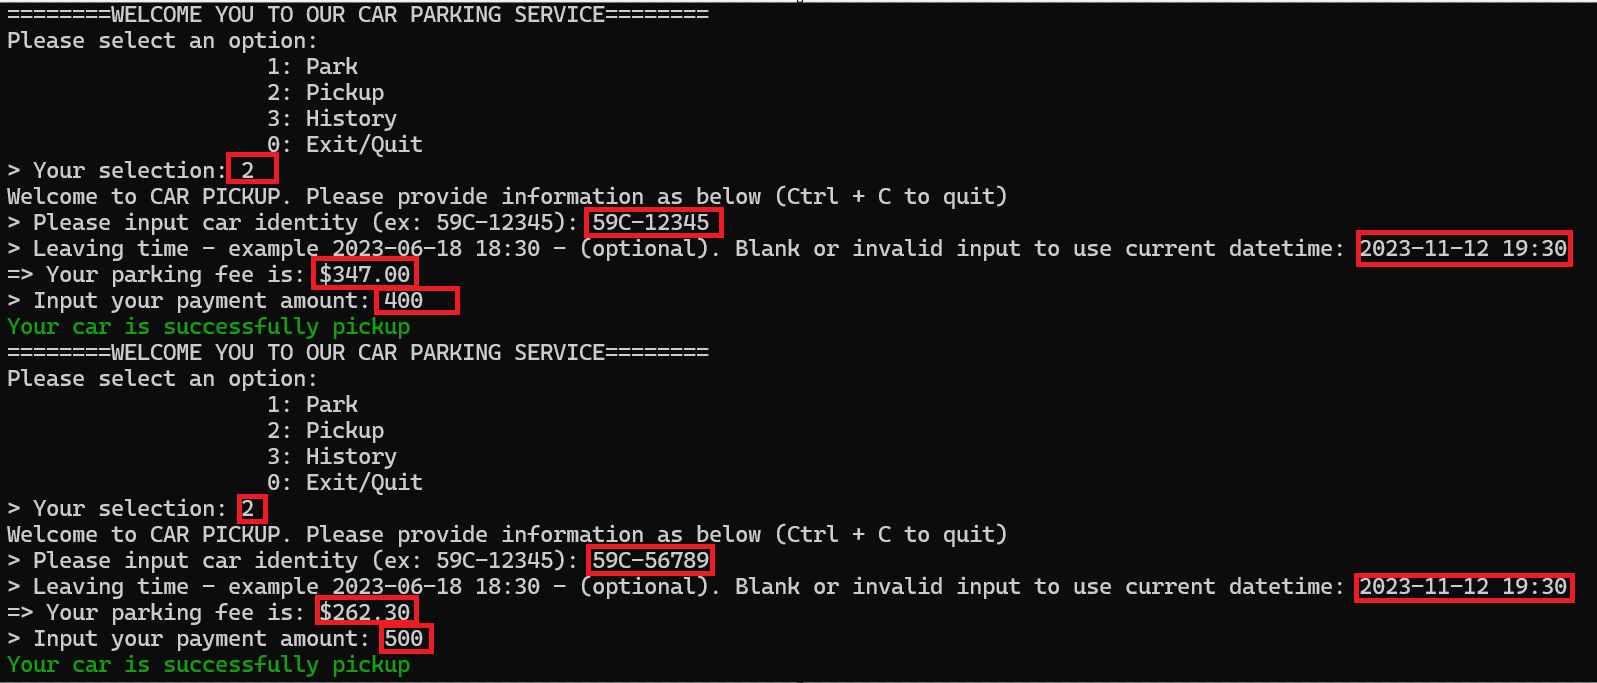 ========WELCOME YOU TO OUR CAR PARKING SERVICE========
Please select an option:
1: Park
2: Pickup
3: History
0: Exit/Quit
> Your selection: 2
Welcome to CAR PICKUP. Please provide information as below (Ctrl + C to quit)
> Please input car identity (ex: 59C-12345): 59C-12345
> Leaving time - example 2023-06-18 18:30 - (optional). Blank or invalid input to use current datetime: 2023-11-12 19:30
=> Your parking fee is: $347.00
> Input your payment amount: 400
Your car is successfully pickup
========WELCOME YOU TO OUR CAR PARKING SERVICE========
Please select an option:
1: Park
2: Pickup
3: History
0: Exit/Quit
> Your selection: 2
Welcome to CAR PICKUP. Please provide information as below (Ctrl + C to quit)
> Please input car identity (ex: 59C-12345): 59C-56789
> Leaving time - example 2023-06-18 18:30 - (optional). Blank or invalid input to use current datetime: 2023-11-12 19:30
=> Your parking fee is: $262.30
> Input your payment amount: 500
Your car is successfully pickup